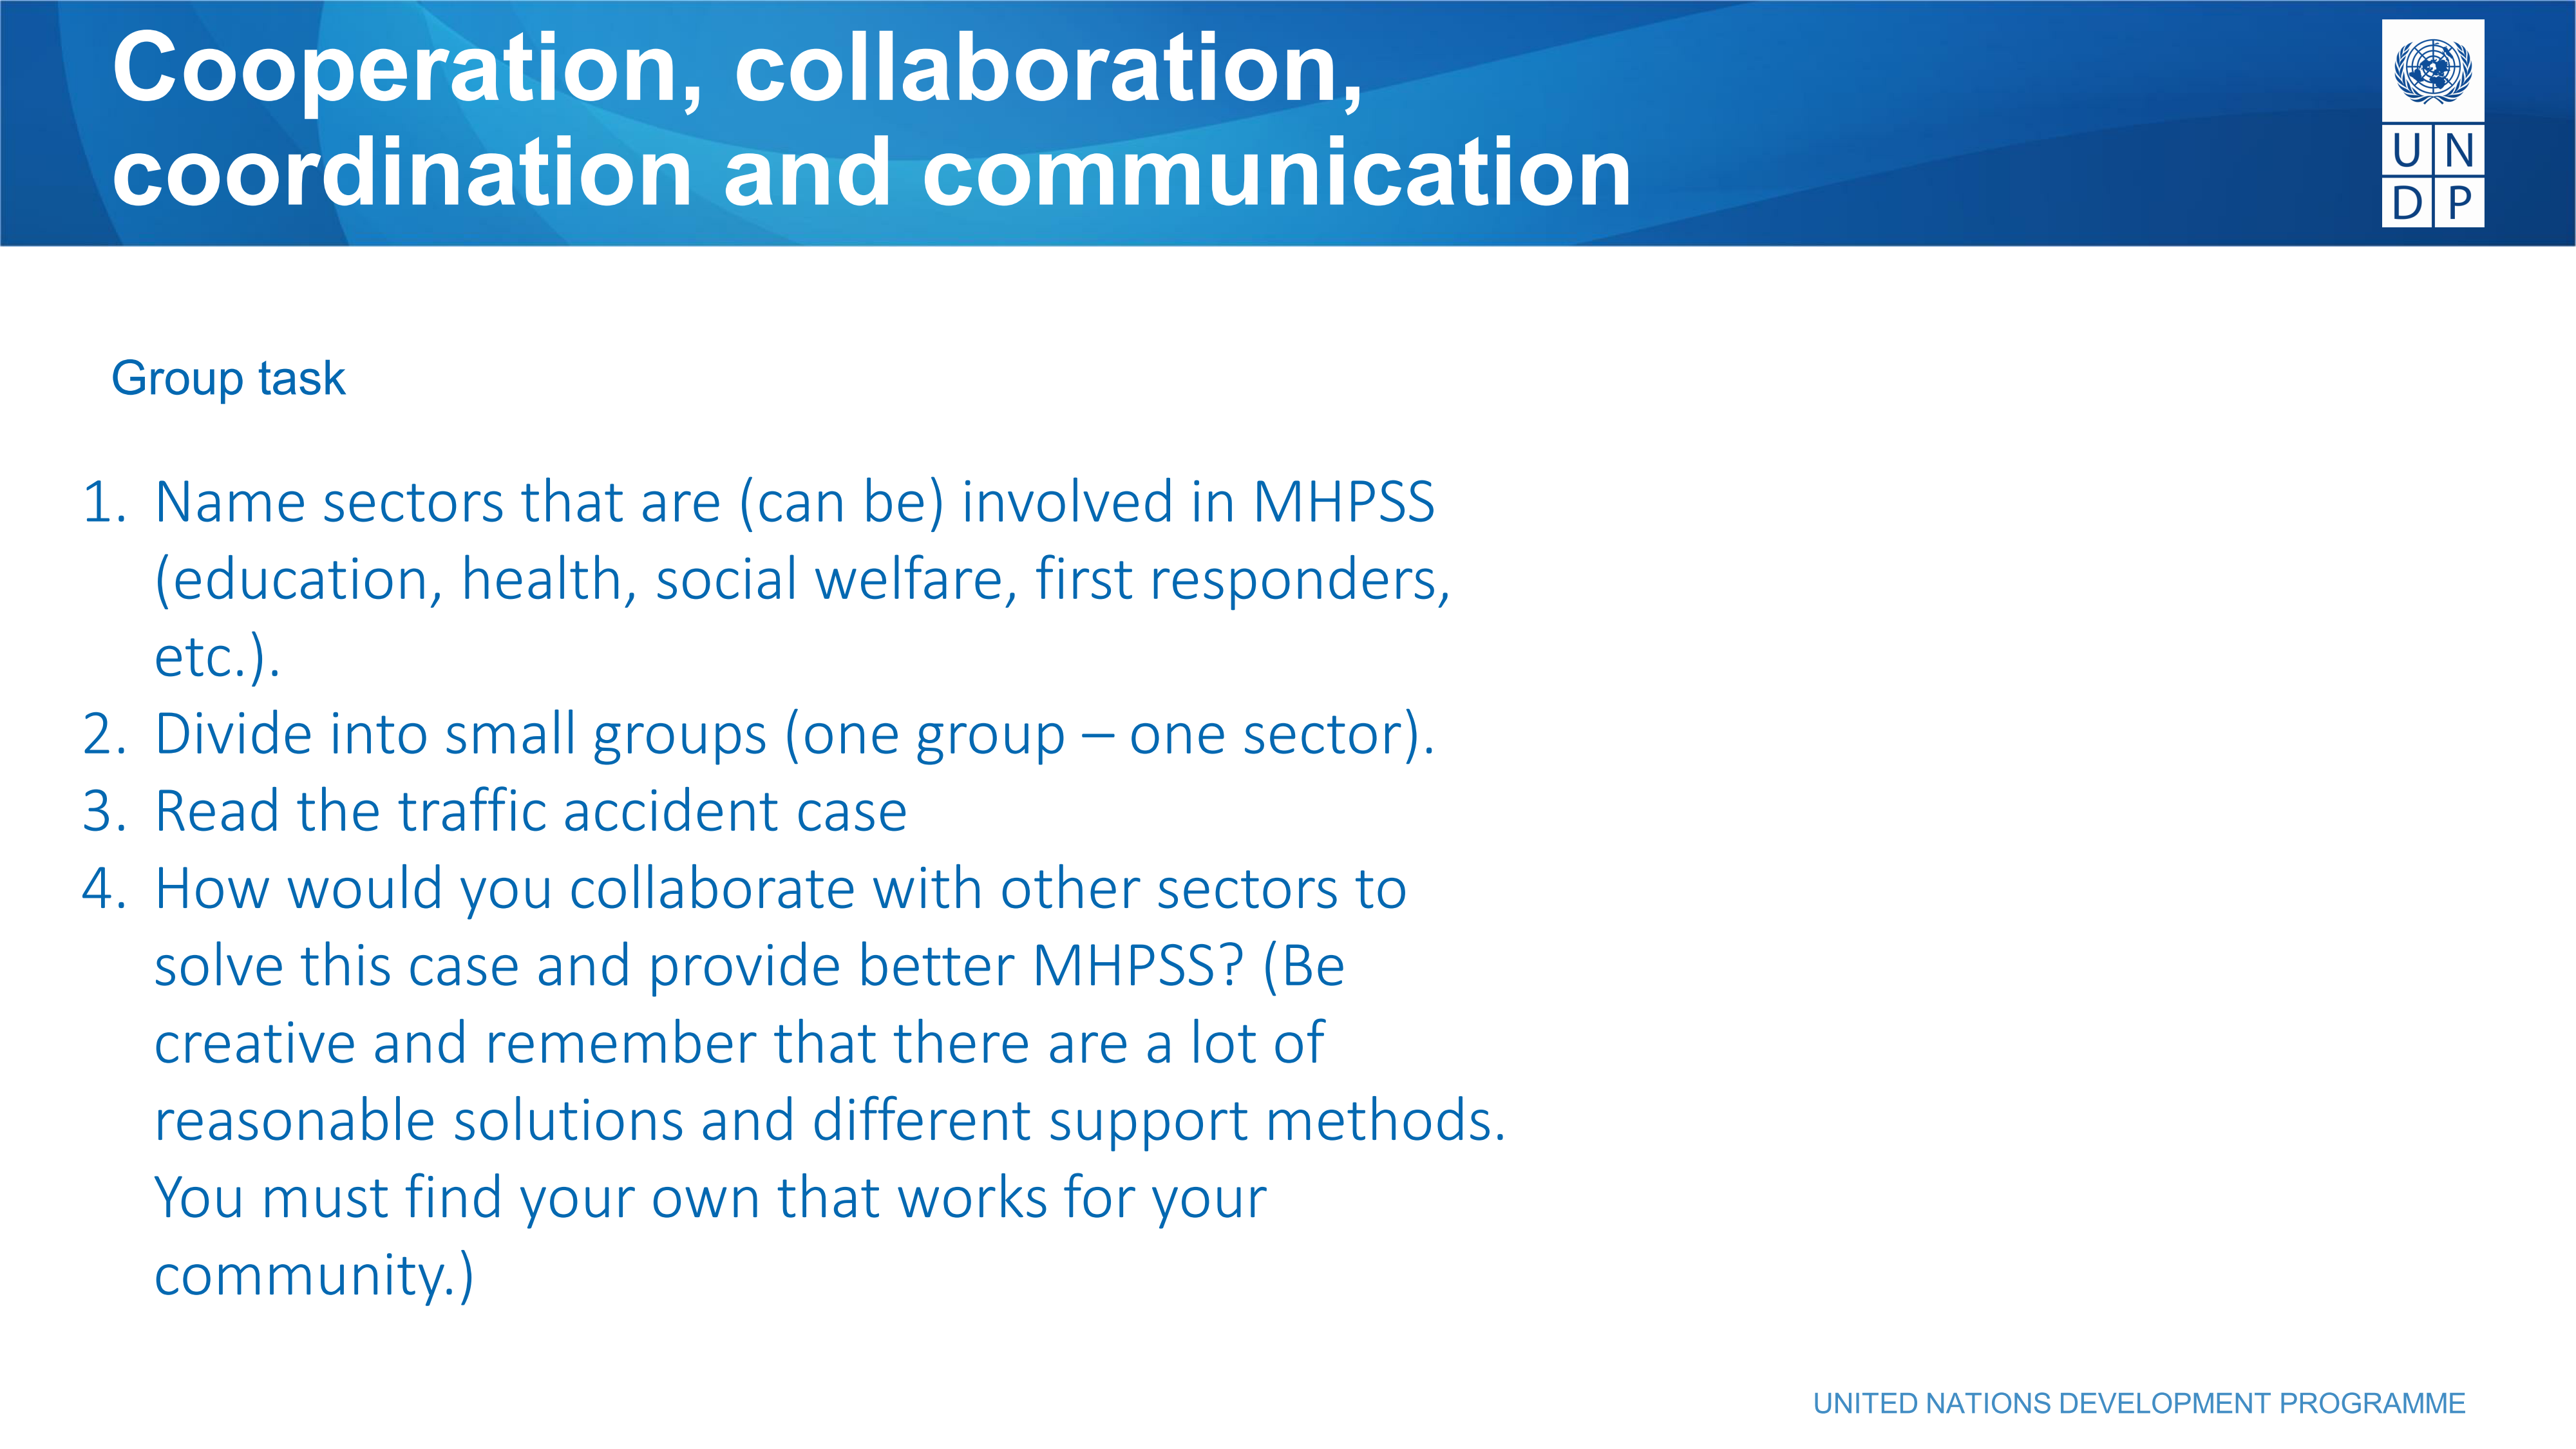 Cooperation, collaboration,
coordination and communication
U N
D P
Group task
1. Name sectors that are (can be) involved in MHPSS
(education, health, social welfare, first responders,
etc.).
2. Divide into small groups (one group – one sector).
3. Read the traffic accident case
4. How would you collaborate with other sectors to
solve this case and provide better MHPSS? (Be
creative and remember that there are a lot of
reasonable solutions and different support methods.
You must find your own that works for your
community.)
UNITED NATIONS DEVELOPMENT PROGRAMME